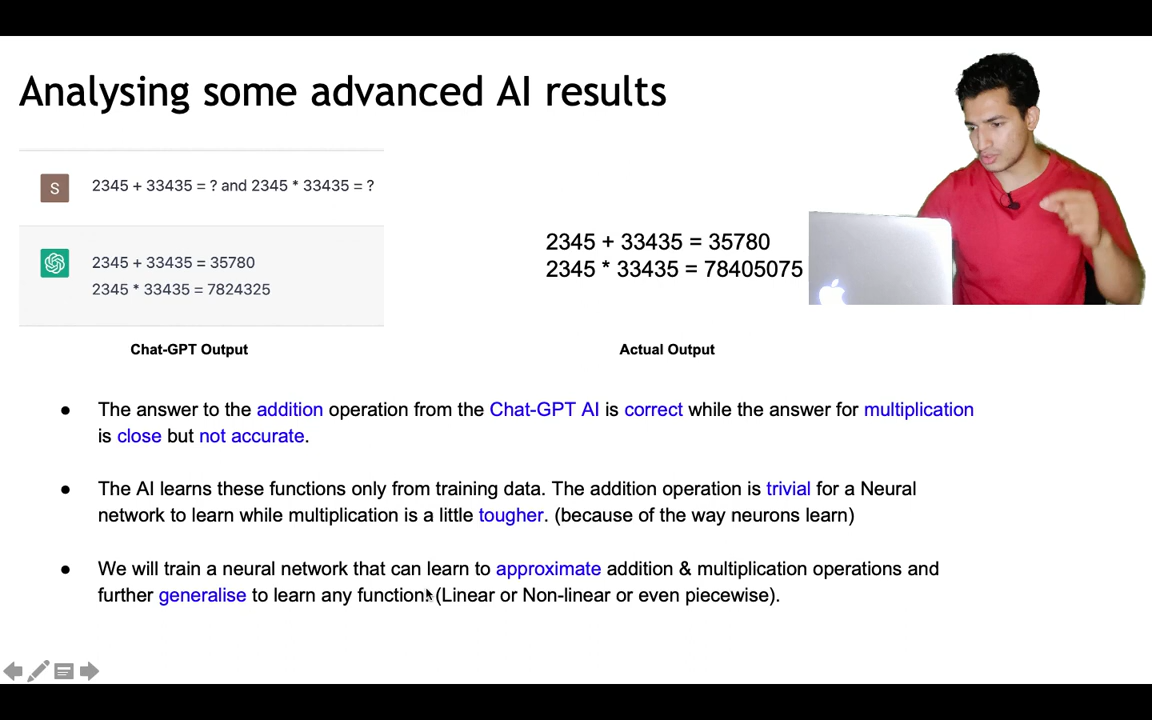 Analysing some advanced AI results
S
2345 + 33435 = ? and 2345 * 33435 = ?
2345 + 33435 = 35780
2345 * 33435 = 7824325
Chat-GPT Output
2345 + 33435 = 35780
2345 * 33435 = 78405075
Actual Output
● The answer to the addition operation from the Chat-GPT AI is correct while the answer for multiplication
is close but not accurate.
● The AI learns these functions only from training data. The addition operation is trivial for a Neural
network to learn while multiplication is a little tougher. (because of the way neurons learn)
● We will train a neural network that can learn to approximate addition & multiplication operations and
further generalise to learn any function (Linear or Non-linear or even piecewise).